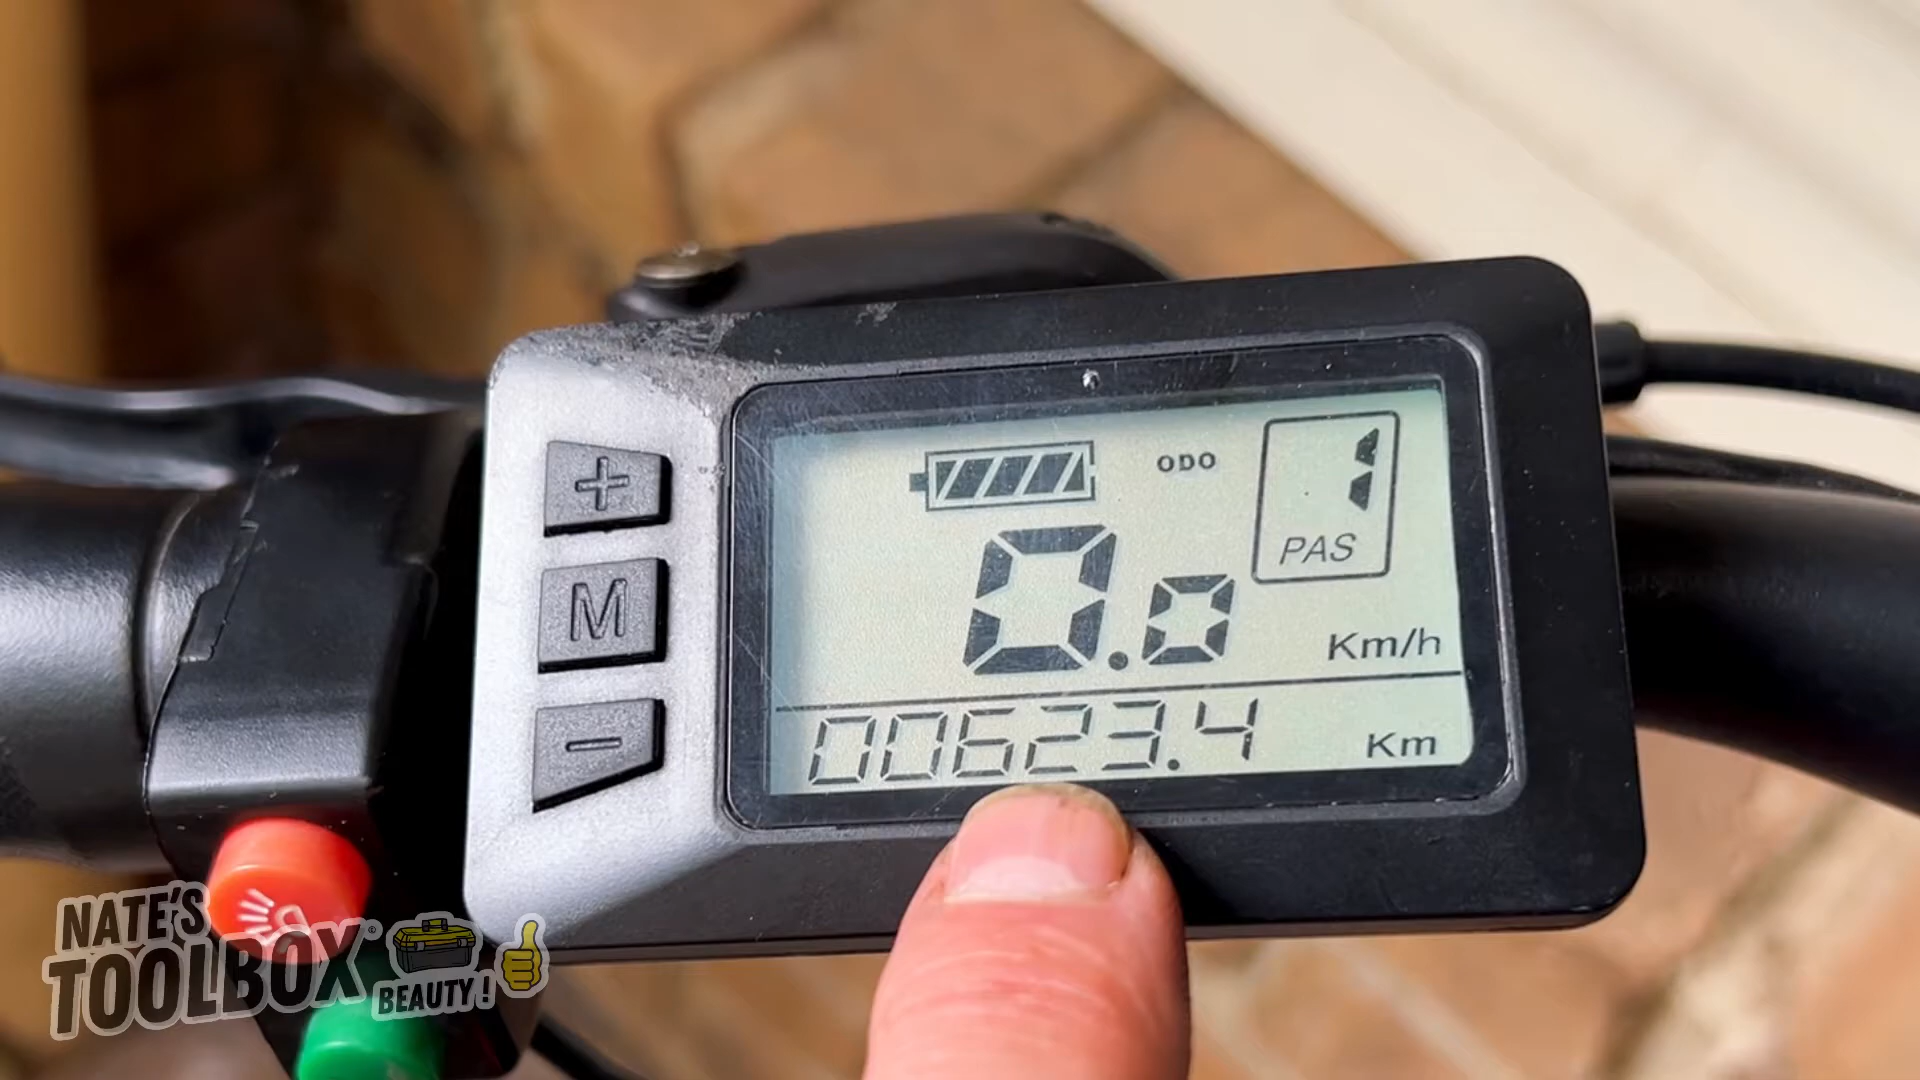 +
M
−
ODO
1
PAS
0.0
Km/h
00623.4 Km
NATE'S
TOOLBOX©
BEAUTY!